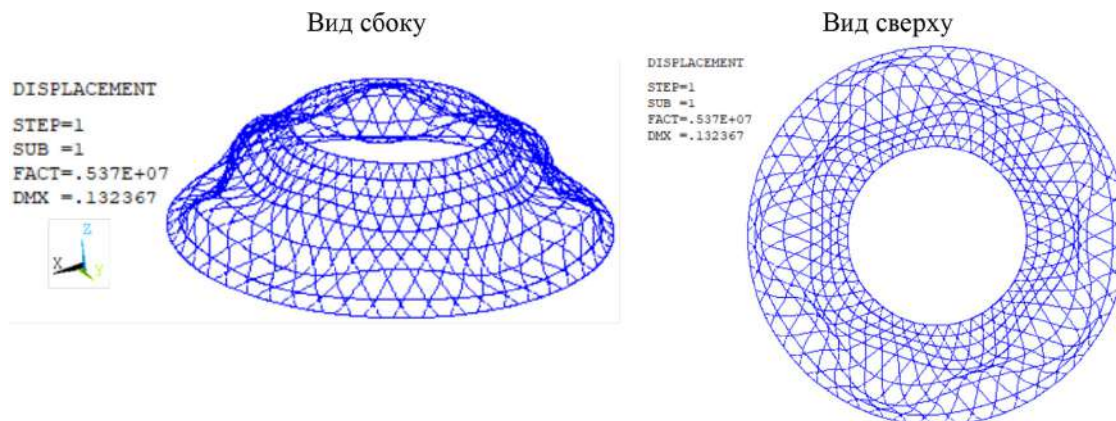 Вид сбоку
DISPLACEMENT
STEP=1
SUB =1
FACT=.537E+07
DMX =.132367
Z
X
Y
Вид сверху
DISPLACEMENT
STEP=1
SUB =1
FACT=.537E+07
DMX =.132367